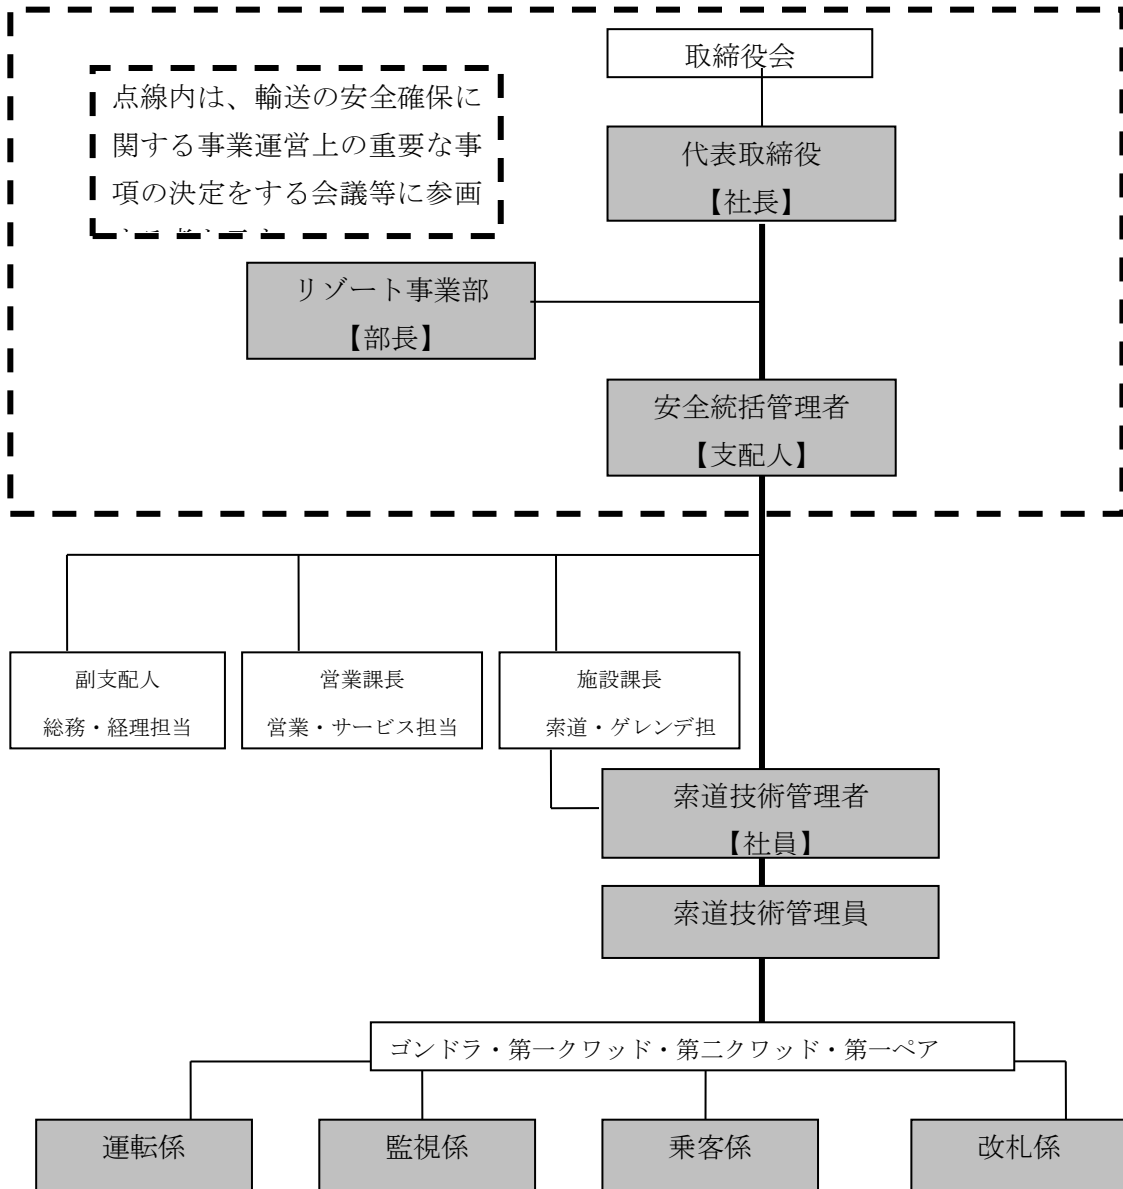 取締役会
点線内は、輸送の安全確保に
関する事業運営上の重要な事
項の決定をする会議等に参画
代表取締役
【社長】
リゾート事業部
【部長】
安全統括管理者
【支配人】
副支配人
総務・経理担当
営業課長
営業・サービス担当
施設課長
索道・ゲレンデ担
索道技術管理者
【社員】
索道技術管理員
ゴンドラ・第一クワッド・第二クワッド・第一ペア
運転係
監視係
乗客係
改札係